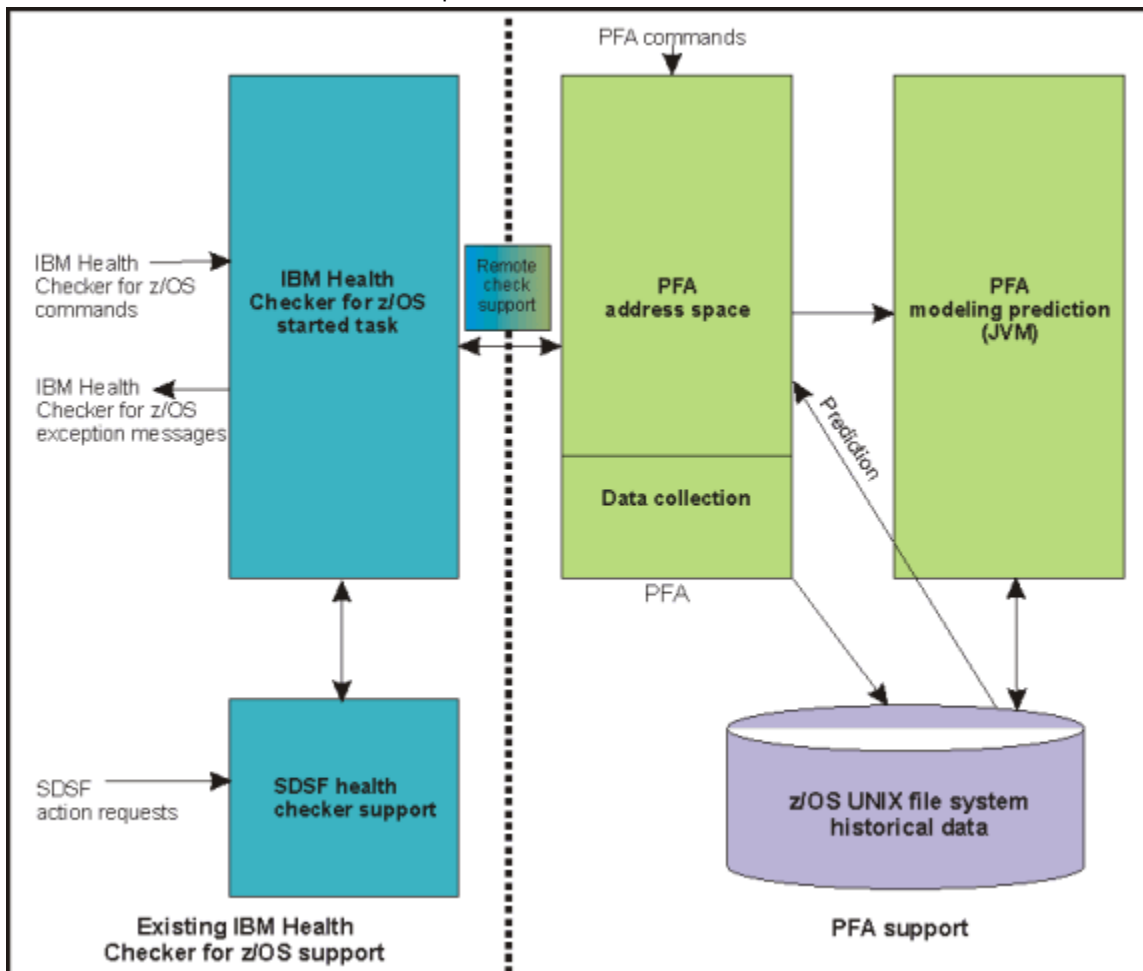 PFA commands
IBM Health
Checker for z/OS
commands
IBM Health
Checker for z/OS
exception messages
IBM Health
Checker for z/OS
started task
Remote
check
support
PFA
address space
PFA
modeling prediction
(JVM)
Prediction
Data collection
PFA
SDSF
action requests
SDSF health
checker support
z/OS UNIX file system
historical data
Existing IBM Health
Checker for z/OS support
PFA support